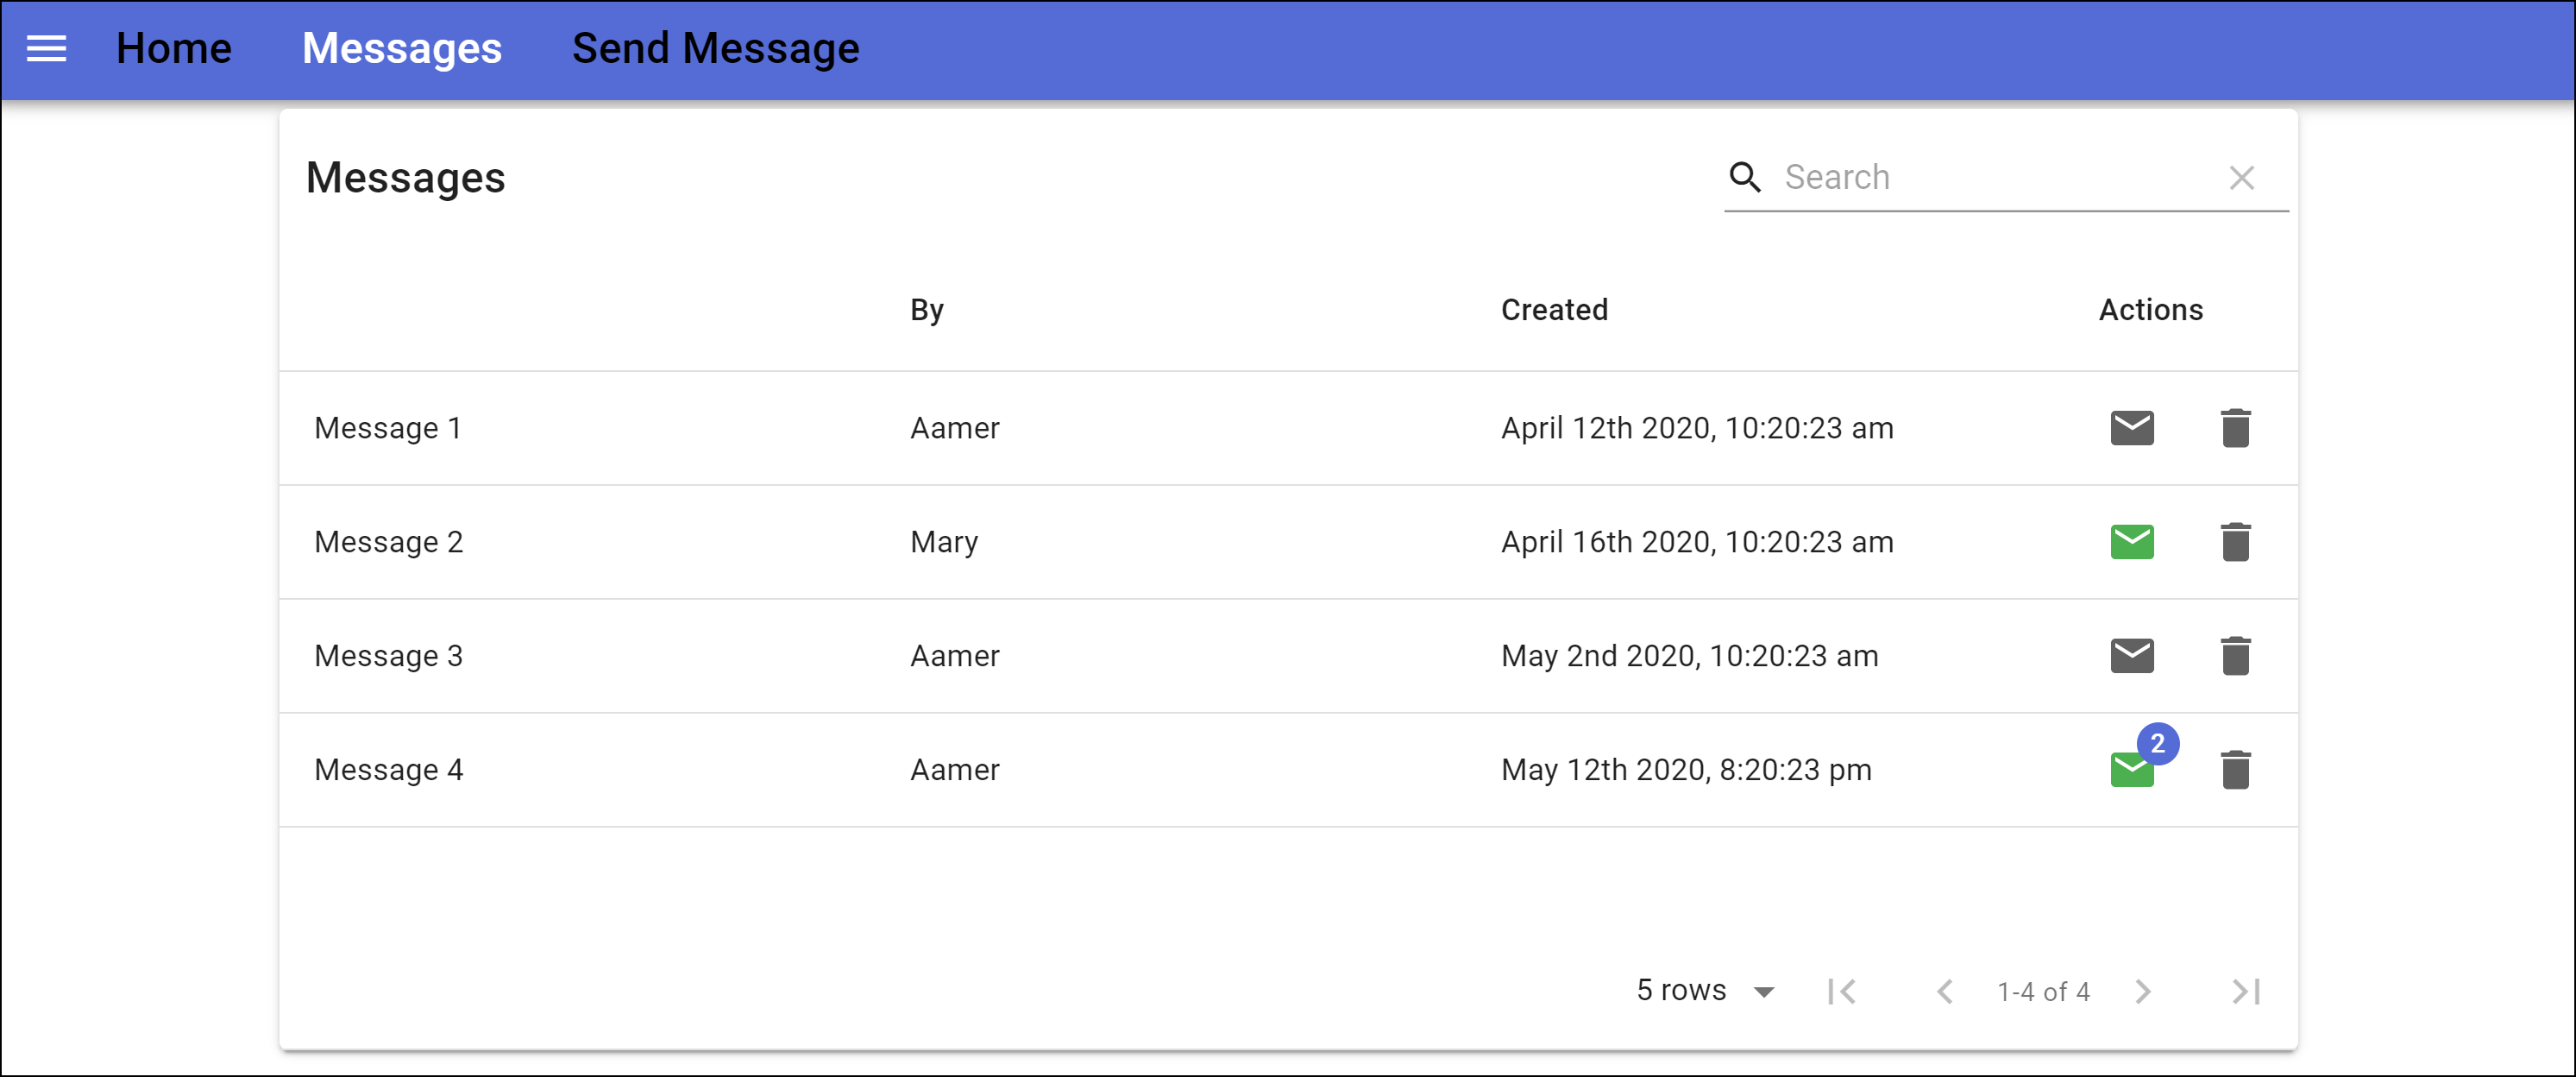 Home Messages Send Message
Messages Search
By Created Actions
Message 1 Aamer April 12th 2020, 10:20:23 am
Message 2 Mary April 16th 2020, 10:20:23 am
Message 3 Aamer May 2nd 2020, 10:20:23 am
2
Message 4 Aamer May 12th 2020, 8:20:23 pm
5 rows 1-4 of 4